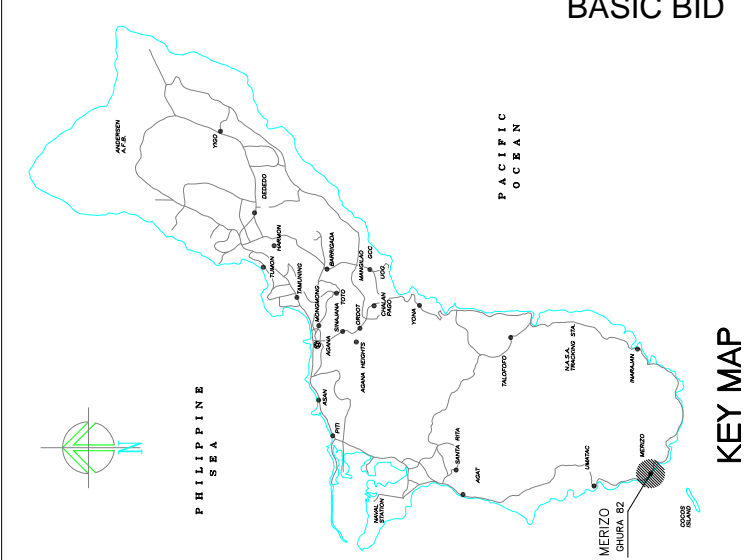 BASIC BID
ANDERSEN
A.F.B.
YIGO
DEDEDO
HARMON
TUMON
TAMUNING
BARRIGADA
MONGMONG
MANGILAO
GCC
UOG
TOTO
SINAJANA
AGANA
ORDOT
CHALAN
PAGO
AGANA HEIGHTS
YONA
ASAN
PITI
PHILIPPINE
SEA
PACIFIC
OCEAN
N
NAVAL
STATION
SANTA RITA
AGAT
TALOFOFO
N.A.S.A.
TRACKING STA.
INARAJAN
UMATAC
MERIZO
MERIZO
GHURA 82
COCOS
ISLAND
KEY MAP